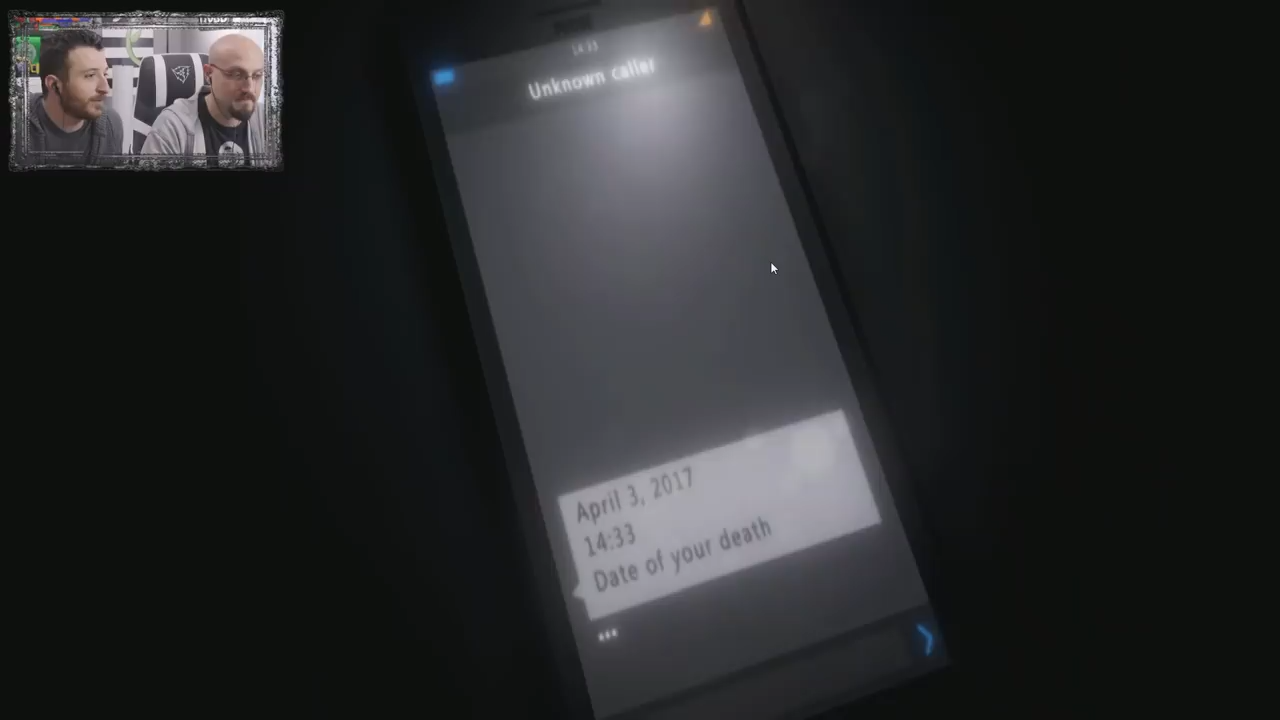 14:33
Unknown caller
April 3, 2017
14:33
Date of your death
...